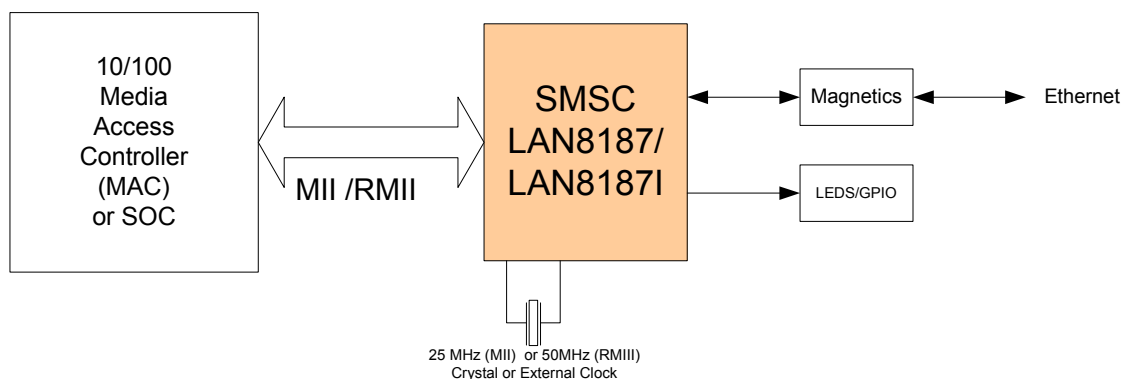 10/100
Media
Access
Controller
(MAC)
or SOC
MII /RMII
SMSC
LAN8187/
LAN8187I
Magnetics
Ethernet
LEDS/GPIO
25 MHz (MII) or 50MHz (RMIII)
Crystal or External Clock